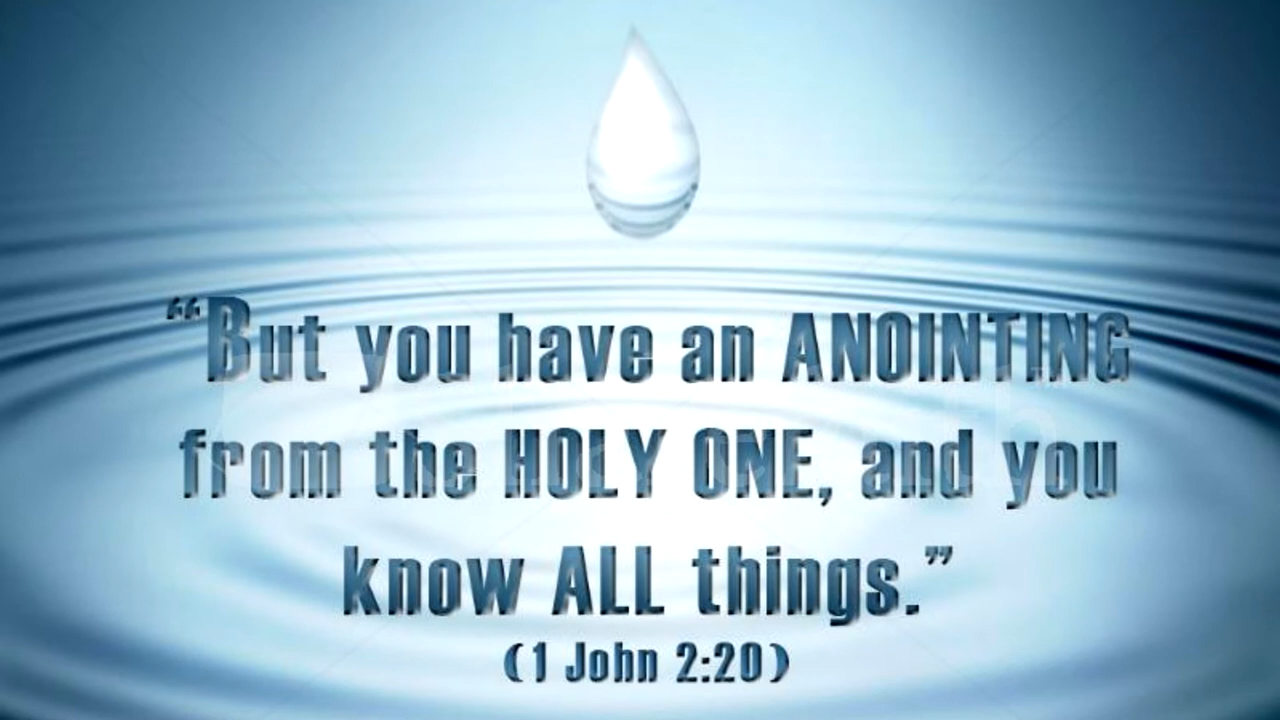 “But you have an ANOINTING
from the HOLY ONE, and you
know ALL things.”
(1 John 2:20)